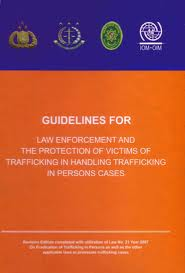 IOM•OIM
GUIDELINES FOR
LAW ENFORCEMENT AND
THE PROTECTION OF VICTIMS OF
TRAFFICKING IN HANDLING TRAFFICKING
IN PERSONS CASES
Revision Edition completed with utilization of Law No. 21 Year 2007
On Eradication of Trafficking in Persons as well as the other
applicable Laws to prosecute trafficking cases